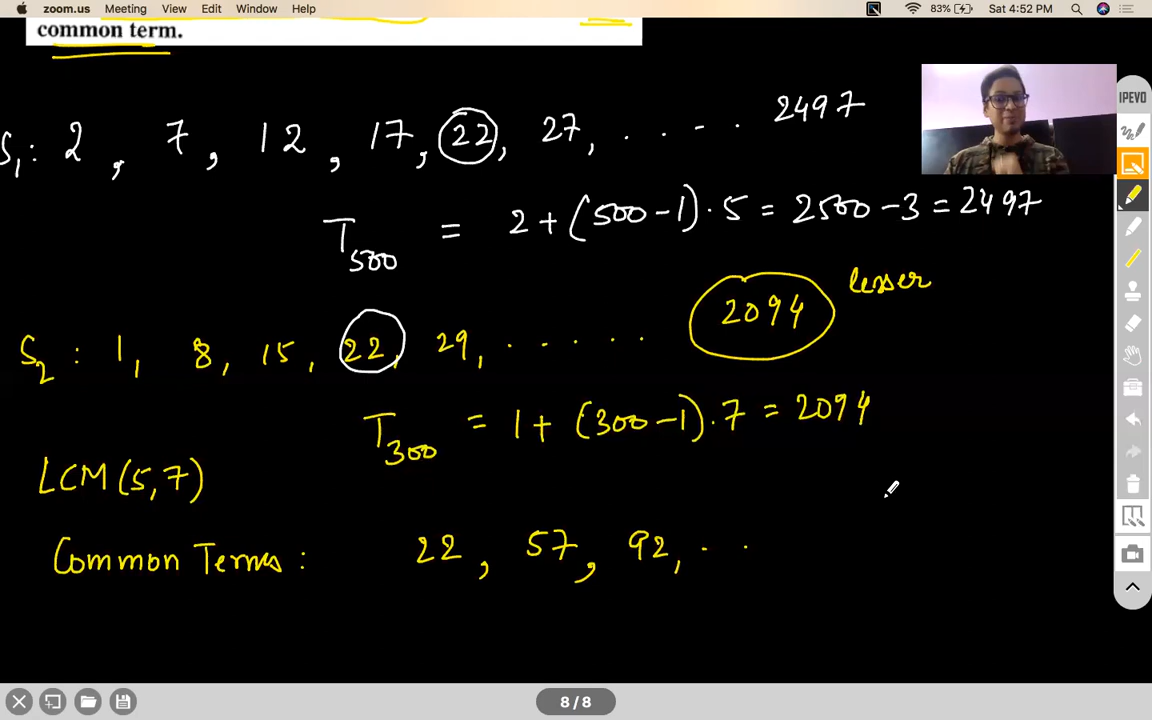 zoom.us Meeting View Edit Window Help 83% Sat 4:52 PM
common term.
IPEVO
S₁ : 2 , 7 , 12 , 17 , 22 , 27 , . . . - . 2497
T₅₀₀ = 2 + (500 - 1) . 5 = 2500 - 3 = 2497
S₂ : 1 , 8 , 15 , 22 , 29 , . . . . . . 2094 lesser
T₃₀₀ = 1 + (300 - 1) . 7 = 2094
LCM (5,7)
Common Terms : 22 , 57 , 92 , . .
8 / 8